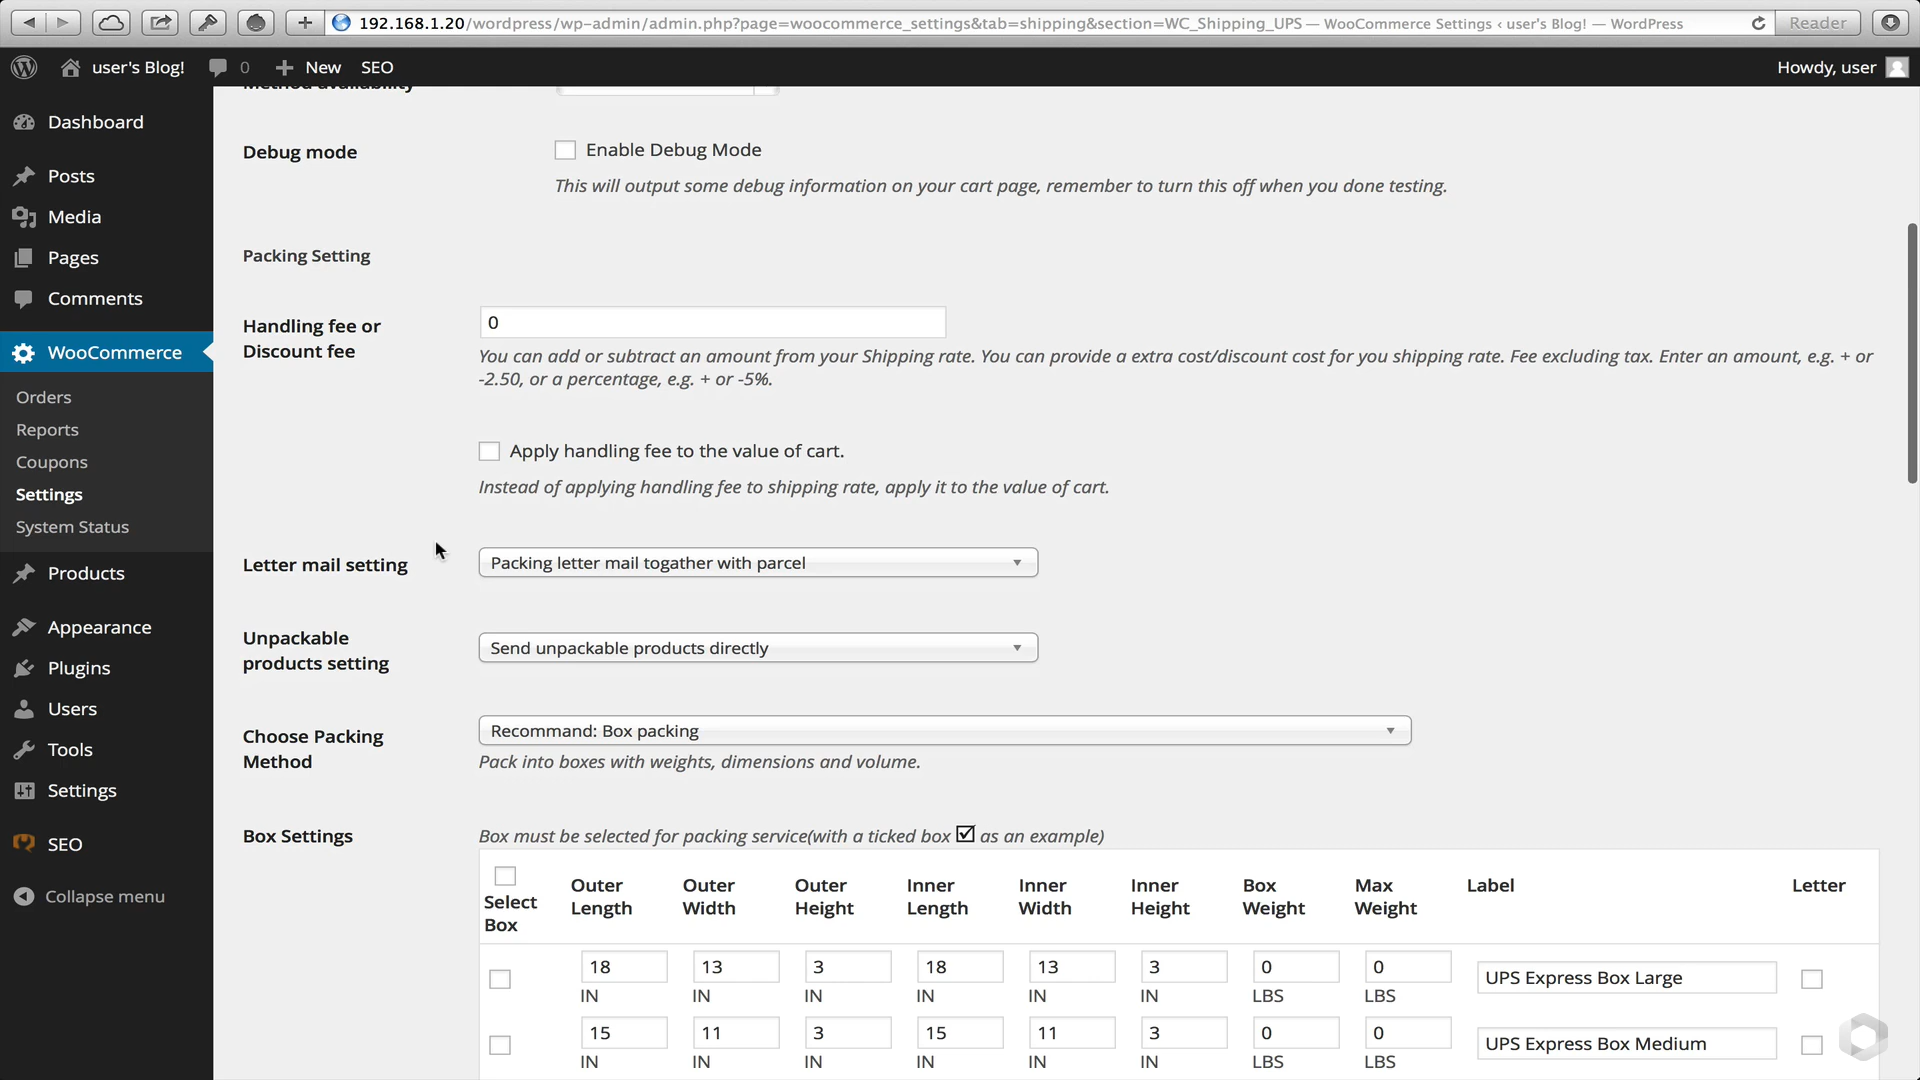 192.168.1.20/wordpress/wp-admin/admin.php?page=woocommerce_settings&tab=shipping&section=WC_Shipping_UPS — WooCommerce Settings ‹ user's Blog! — WordPress
Reader
user's Blog!
0
New
SEO
Howdy, user
Method availability
Dashboard
Debug mode
Enable Debug Mode
This will output some debug information on your cart page, remember to turn this off when you done testing.
Posts
Media
Pages
Packing Setting
Comments
Handling fee or
Discount fee
0
You can add or subtract an amount from your Shipping rate. You can provide a extra cost/discount cost for you shipping rate. Fee excluding tax. Enter an amount, e.g. + or
-2.50, or a percentage, e.g. + or -5%.
WooCommerce
Orders
Reports
Coupons
Settings
System Status
Apply handling fee to the value of cart.
Instead of applying handling fee to shipping rate, apply it to the value of cart.
Letter mail setting
Packing letter mail togather with parcel
Products
Appearance
Plugins
Users
Tools
Settings
SEO
Collapse menu
Unpackable
products setting
Send unpackable products directly
Choose Packing
Method
Recommand: Box packing
Pack into boxes with weights, dimensions and volume.
Box Settings
Box must be selected for packing service(with a ticked box as an example)
Select
Box
Outer
Length
Outer
Width
Outer
Height
Inner
Length
Inner
Width
Inner
Height
Box
Weight
Max
Weight
Label
Letter
18 13 3 18 13 3 0 0 UPS Express Box Large
IN IN IN IN IN IN LBS LBS
15 11 3 15 11 3 0 0 UPS Express Box Medium
IN IN IN IN IN IN LBS LBS